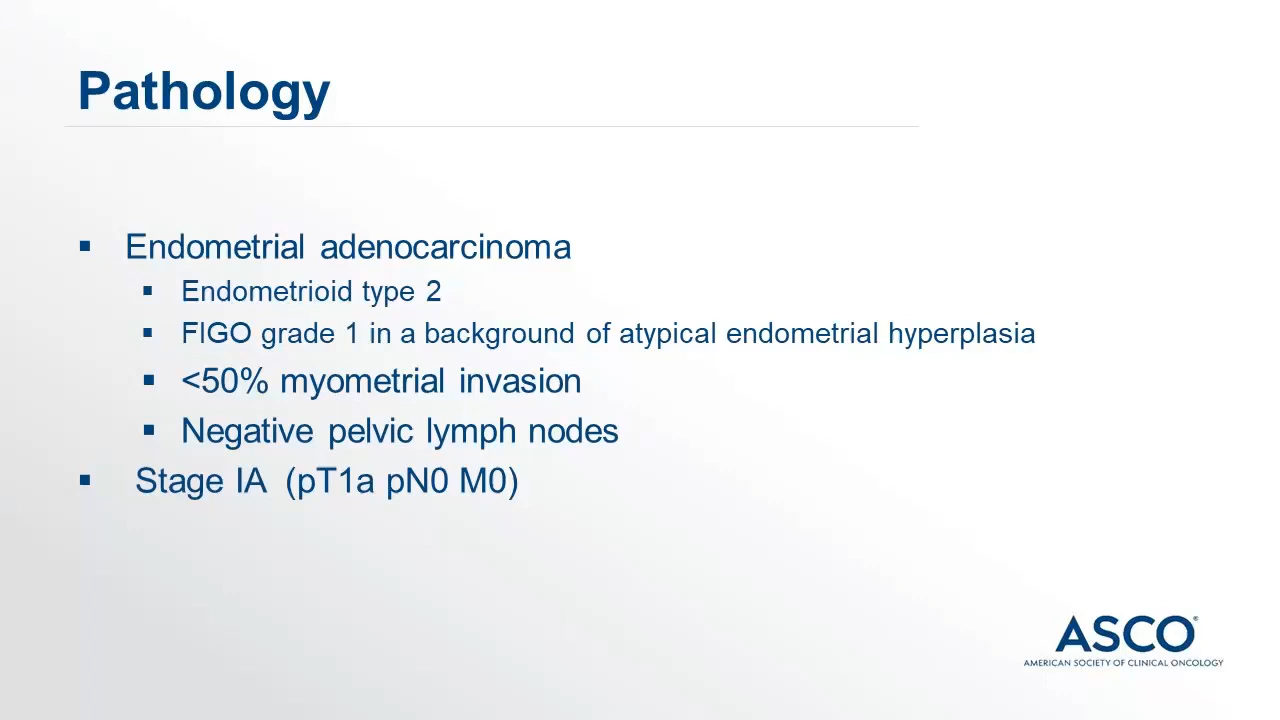 Pathology
▪ Endometrial adenocarcinoma
▪ Endometrioid type 2
▪ FIGO grade 1 in a background of atypical endometrial hyperplasia
▪ <50% myometrial invasion
▪ Negative pelvic lymph nodes
▪ Stage IA (pT1a pN0 M0)
ASCO®
AMERICAN SOCIETY OF CLINICAL ONCOLOGY